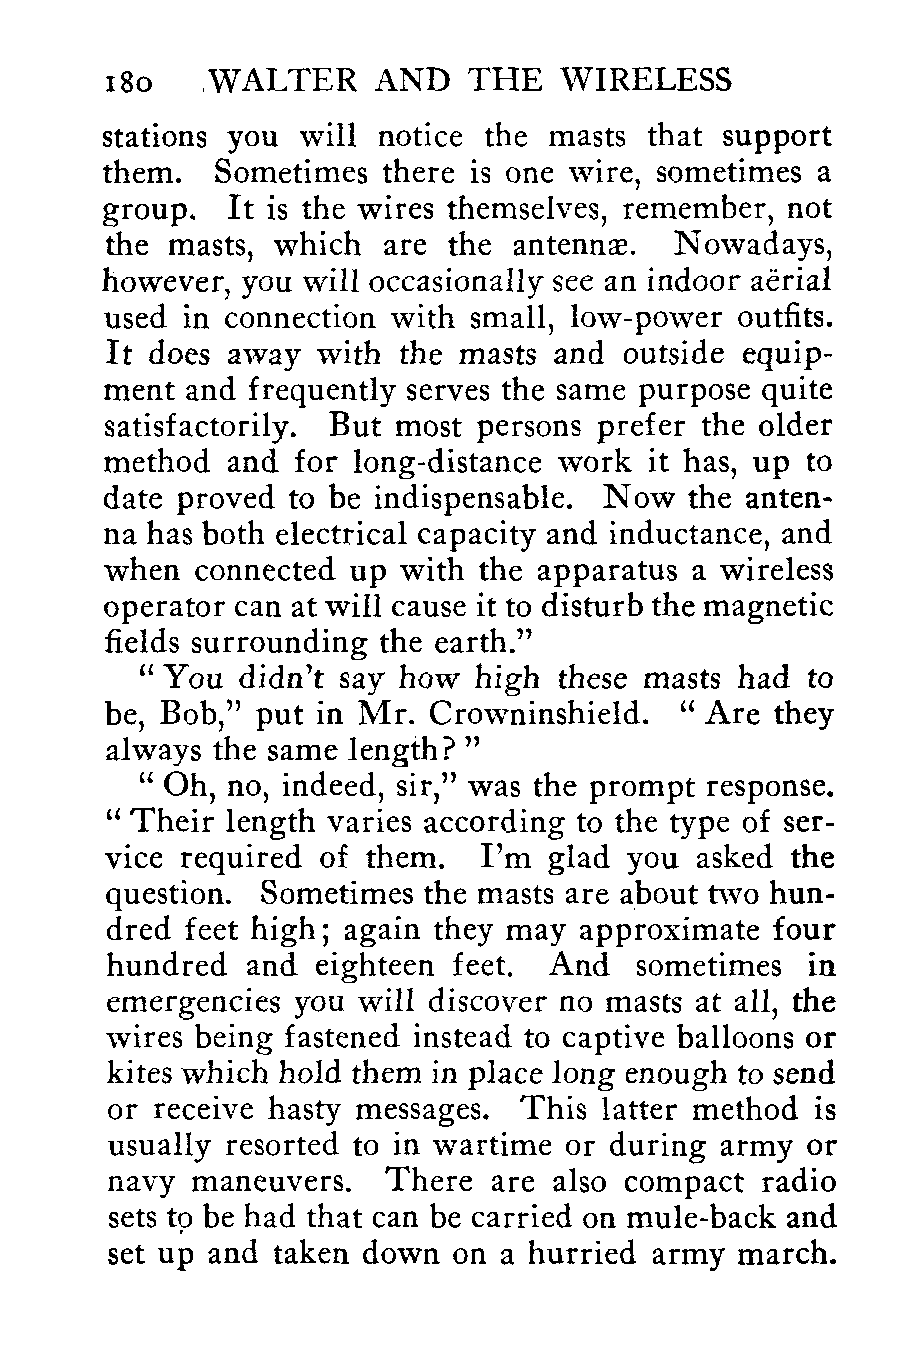 180 WALTER AND THE WIRELESS
stations you will notice the masts that support
them. Sometimes there is one wire, sometimes a
group. It is the wires themselves, remember, not
the masts, which are the antennæ. Nowadays,
however, you will occasionally see an indoor aërial
used in connection with small, low-power outfits.
It does away with the masts and outside equip-
ment and frequently serves the same purpose quite
satisfactorily. But most persons prefer the older
method and for long-distance work it has, up to
date proved to be indispensable. Now the anten-
na has both electrical capacity and inductance, and
when connected up with the apparatus a wireless
operator can at will cause it to disturb the magnetic
fields surrounding the earth.”
“ You didn’t say how high these masts had to
be, Bob,” put in Mr. Crowninshield. “ Are they
always the same length? ”
“ Oh, no, indeed, sir,” was the prompt response.
“ Their length varies according to the type of ser-
vice required of them. I’m glad you asked the
question. Sometimes the masts are about two hun-
dred feet high; again they may approximate four
hundred and eighteen feet. And sometimes in
emergencies you will discover no masts at all, the
wires being fastened instead to captive balloons or
kites which hold them in place long enough to send
or receive hasty messages. This latter method is
usually resorted to in wartime or during army or
navy maneuvers. There are also compact radio
sets to be had that can be carried on mule-back and
set up and taken down on a hurried army march.